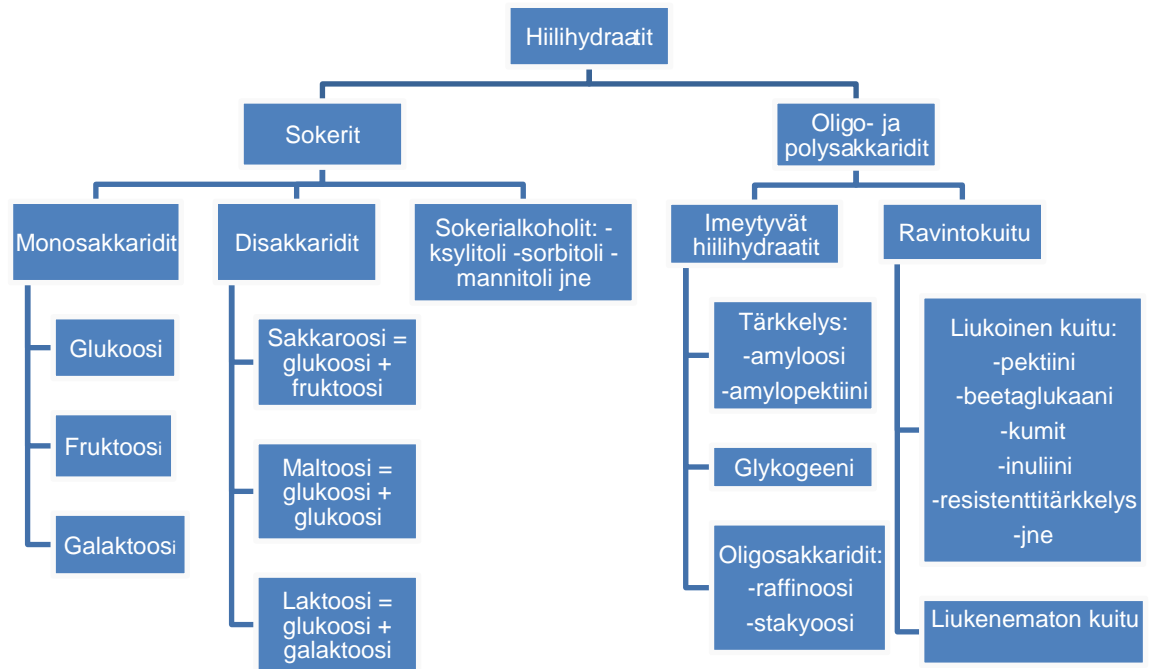 Hiilihydraatit
Sokerit
Oligo- ja
polysakkaridit
Monosakkaridit
Disakkaridit
Sokerialkoholit: -
ksylitoli -sorbitoli -
mannitoli jne
Imeytyvät
hiilihydraatit
Ravintokuitu
Glukoosi
Fruktoosi
Galaktoosi
Sakkaroosi =
glukoosi +
fruktoosi
Maltoosi =
glukoosi +
glukoosi
Laktoosi =
glukoosi +
galaktoosi
Tärkkelys:
-amyloosi
-amylopektiini
Glykogeeni
Oligosakkaridit:
-raffinoosi
-stakyoosi
Liukoinen kuitu:
-pektiini
-beetaglukaani
-kumit
-inuliini
-resistenttitärkkelys
-jne
Liukenematon kuitu